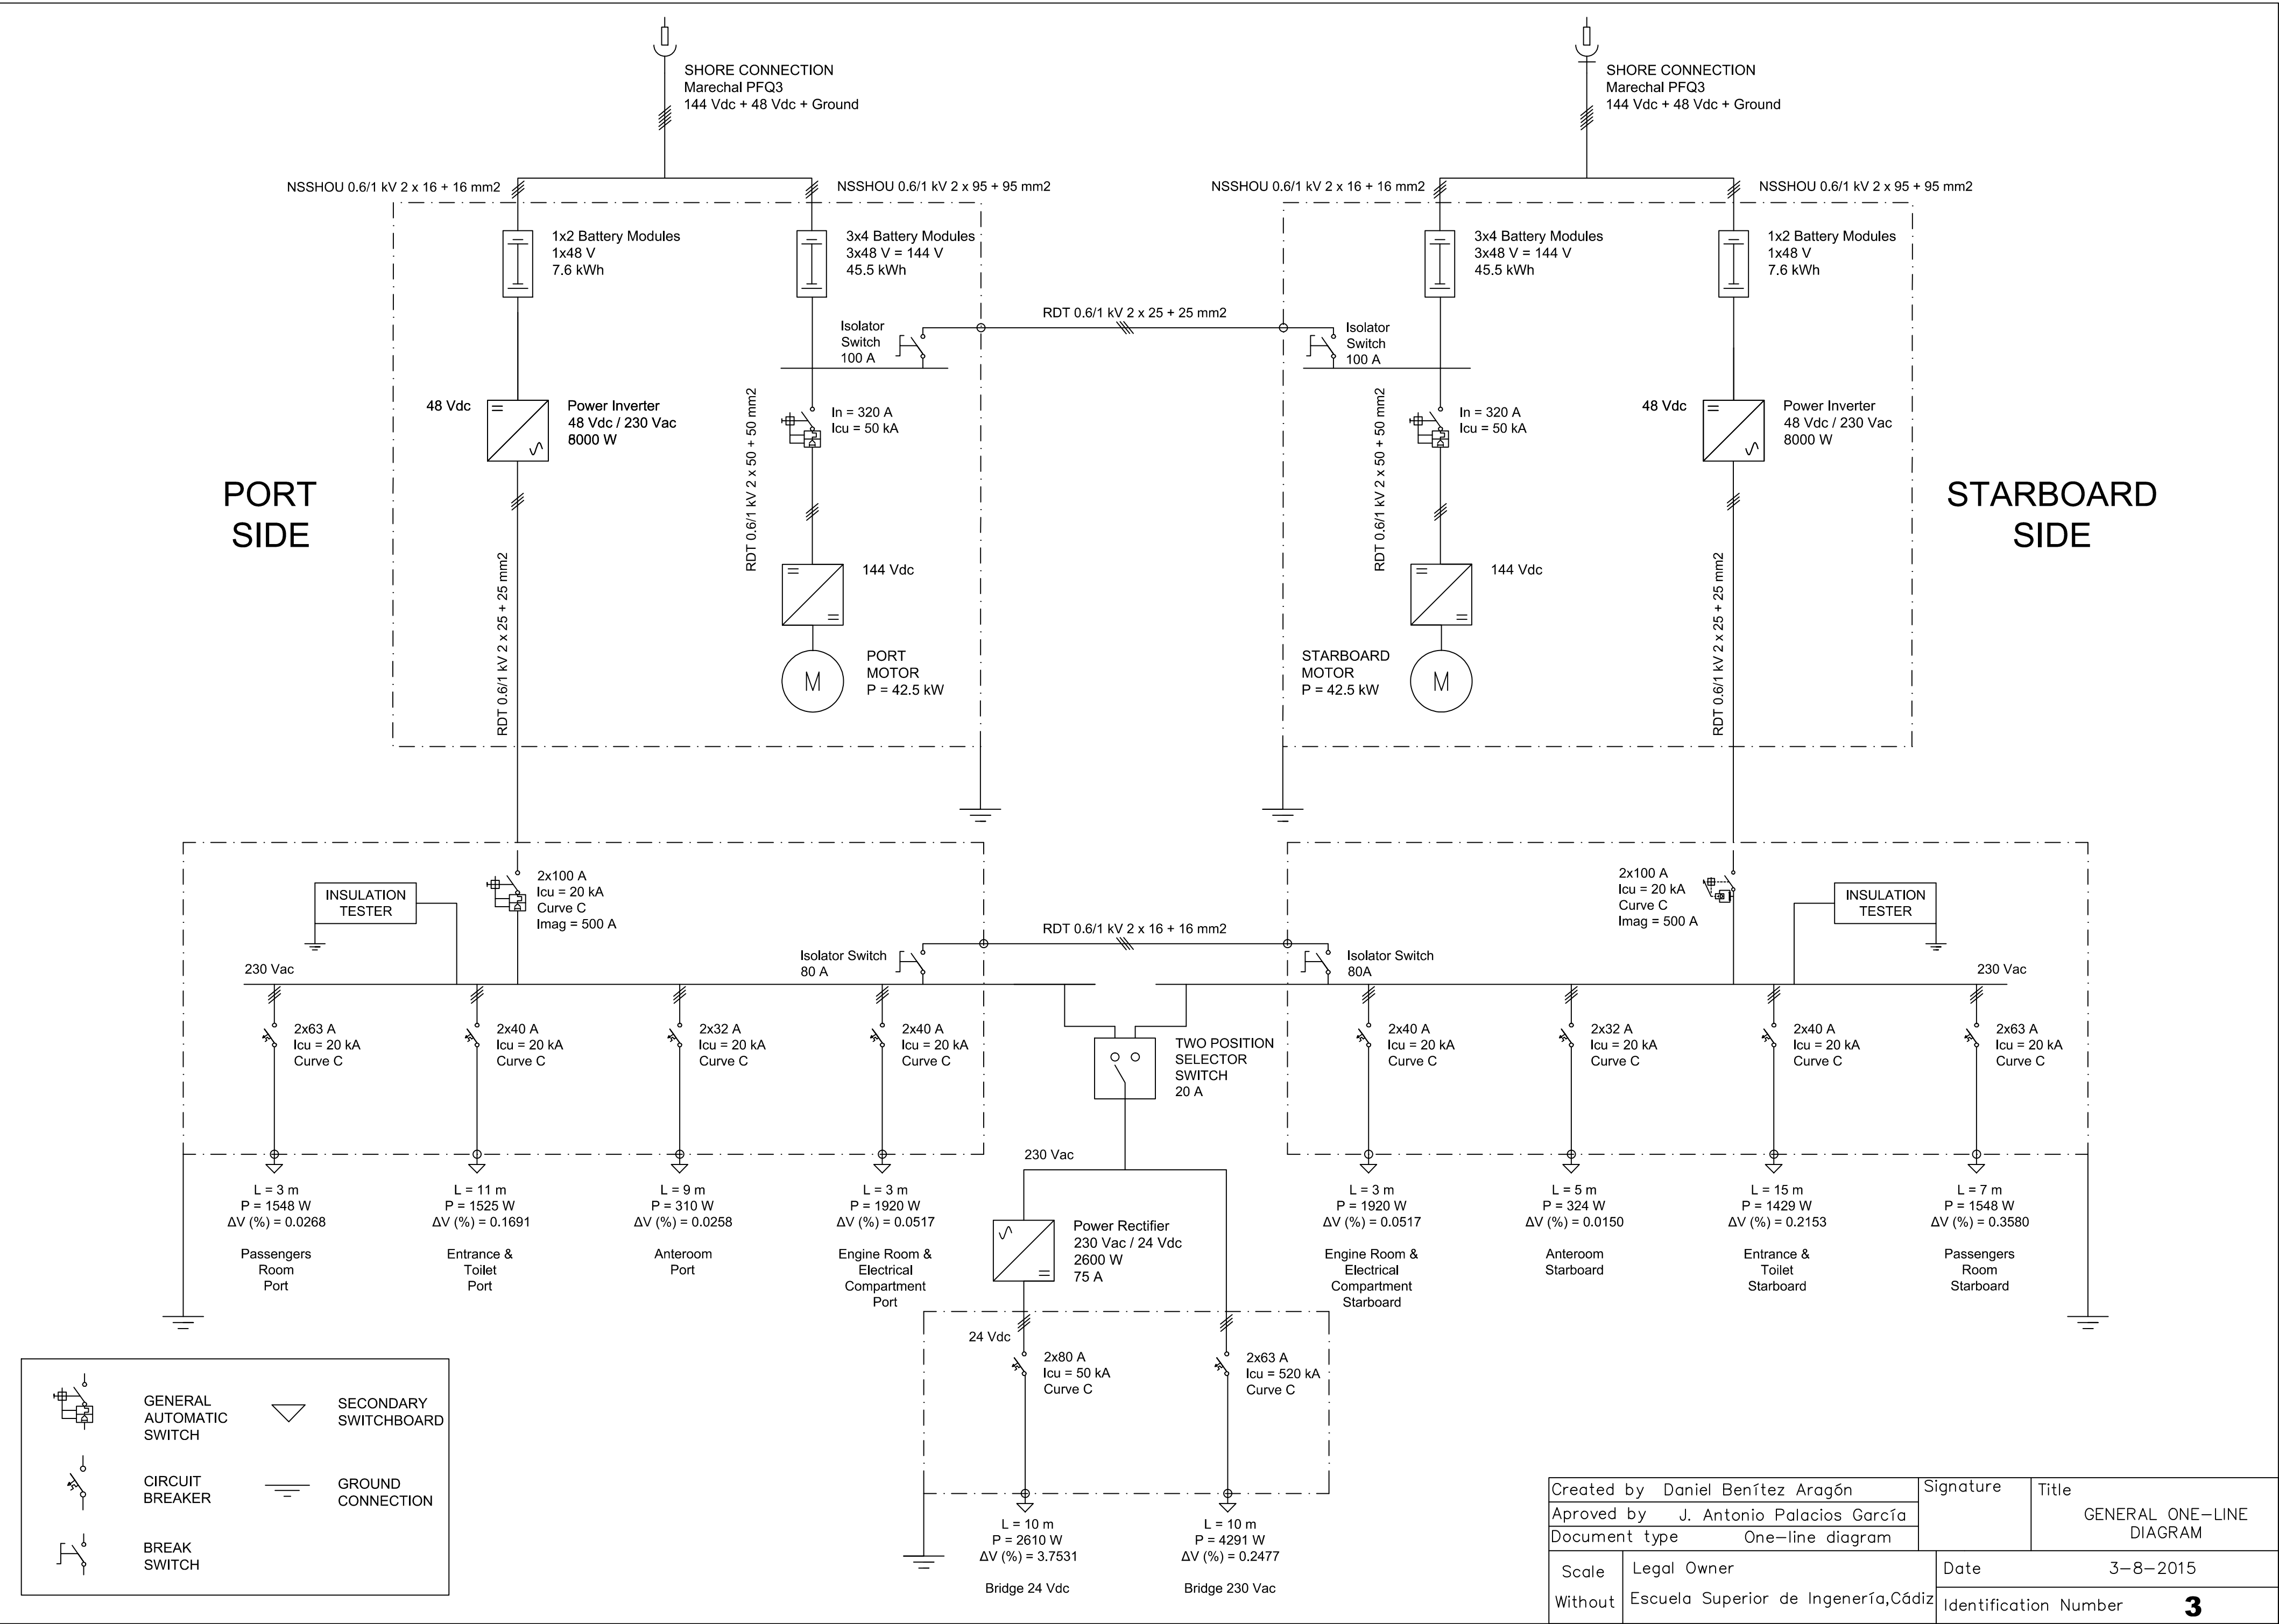 SHORE CONNECTION
Marechal PFQ3
144 Vdc + 48 Vdc + Ground
SHORE CONNECTION
Marechal PFQ3
144 Vdc + 48 Vdc + Ground
NSSHOU 0.6/1 kV 2 x 16 + 16 mm2
NSSHOU 0.6/1 kV 2 x 95 + 95 mm2
NSSHOU 0.6/1 kV 2 x 16 + 16 mm2
NSSHOU 0.6/1 kV 2 x 95 + 95 mm2
1x2 Battery Modules
1x48 V
7.6 kWh
3x4 Battery Modules
3x48 V = 144 V
45.5 kWh
3x4 Battery Modules
3x48 V = 144 V
45.5 kWh
1x2 Battery Modules
1x48 V
7.6 kWh
Isolator
Switch
100 A
RDT 0.6/1 kV 2 x 25 + 25 mm2
Isolator
Switch
100 A
48 Vdc
Power Inverter
48 Vdc / 230 Vac
8000 W
RDT 0.6/1 kV 2 x 50 + 50 mm2
In = 320 A
Icu = 50 kA
RDT 0.6/1 kV 2 x 50 + 50 mm2
In = 320 A
Icu = 50 kA
48 Vdc
Power Inverter
48 Vdc / 230 Vac
8000 W
PORT
SIDE
STARBOARD
SIDE
RDT 0.6/1 kV 2 x 25 + 25 mm2
144 Vdc
144 Vdc
RDT 0.6/1 kV 2 x 25 + 25 mm2
PORT
MOTOR
P = 42.5 kW
M
STARBOARD
MOTOR
P = 42.5 kW
M
INSULATION
TESTER
2x100 A
Icu = 20 kA
Curve C
Imag = 500 A
2x100 A
Icu = 20 kA
Curve C
Imag = 500 A
INSULATION
TESTER
RDT 0.6/1 kV 2 x 16 + 16 mm2
Isolator Switch
80 A
Isolator Switch
80A
230 Vac
230 Vac
2x63 A
Icu = 20 kA
Curve C
2x40 A
Icu = 20 kA
Curve C
2x32 A
Icu = 20 kA
Curve C
2x40 A
Icu = 20 kA
Curve C
TWO POSITION
SELECTOR
SWITCH
20 A
2x40 A
Icu = 20 kA
Curve C
2x32 A
Icu = 20 kA
Curve C
2x40 A
Icu = 20 kA
Curve C
2x63 A
Icu = 20 kA
Curve C
230 Vac
L = 3 m
P = 1548 W
ΔV (%) = 0.0268
Passengers
Room
Port
L = 11 m
P = 1525 W
ΔV (%) = 0.1691
Entrance &
Toilet
Port
L = 9 m
P = 310 W
ΔV (%) = 0.0258
Anteroom
Port
L = 3 m
P = 1920 W
ΔV (%) = 0.0517
Engine Room &
Electrical
Compartment
Port
Power Rectifier
230 Vac / 24 Vdc
2600 W
75 A
L = 3 m
P = 1920 W
ΔV (%) = 0.0517
Engine Room &
Electrical
Compartment
Starboard
L = 5 m
P = 324 W
ΔV (%) = 0.0150
Anteroom
Starboard
L = 15 m
P = 1429 W
ΔV (%) = 0.2153
Entrance &
Toilet
Starboard
L = 7 m
P = 1548 W
ΔV (%) = 0.3580
Passengers
Room
Starboard
24 Vdc
2x80 A
Icu = 50 kA
Curve C
2x63 A
Icu = 520 kA
Curve C
L = 10 m
P = 2610 W
ΔV (%) = 3.7531
Bridge 24 Vdc
L = 10 m
P = 4291 W
ΔV (%) = 0.2477
Bridge 230 Vac
GENERAL
AUTOMATIC
SWITCH
SECONDARY
SWITCHBOARD
CIRCUIT
BREAKER
GROUND
CONNECTION
BREAK
SWITCH
Created by Daniel Benítez Aragón
Aproved by J. Antonio Palacios García
Document type One-line diagram
Signature
Title
GENERAL ONE-LINE
DIAGRAM
Scale
Without
Legal Owner
Escuela Superior de Ingenería,Cádiz
Date 3-8-2015
Identification Number 3